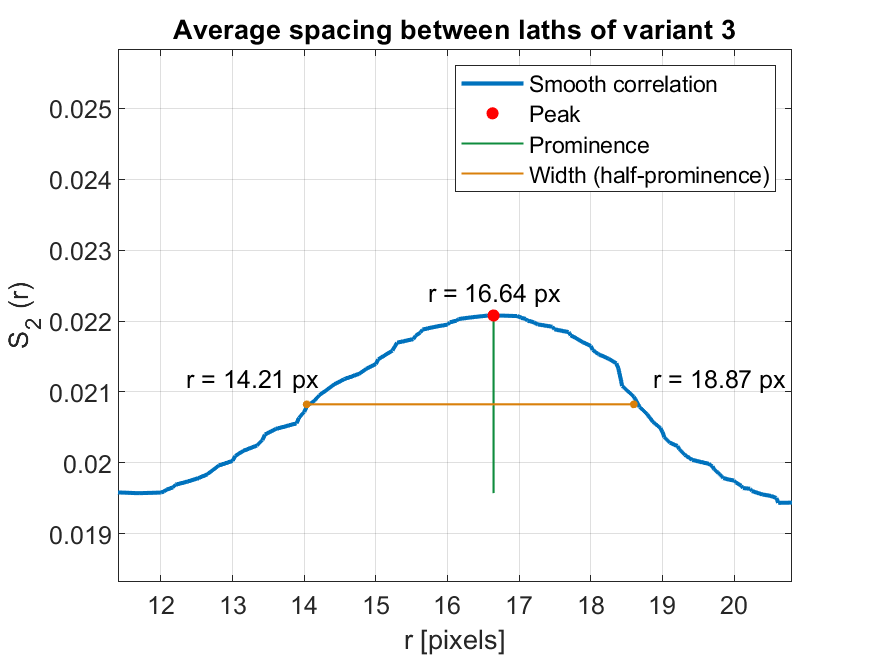 Average spacing between laths of variant 3
Smooth correlation
Peak
Prominence
Width (half-prominence)
0.025
0.024
0.023
0.022
0.021
0.02
0.019
S2 (r)
r = 16.64 px
r = 14.21 px
r = 18.87 px
12 13 14 15 16 17 18 19 20
r [pixels]